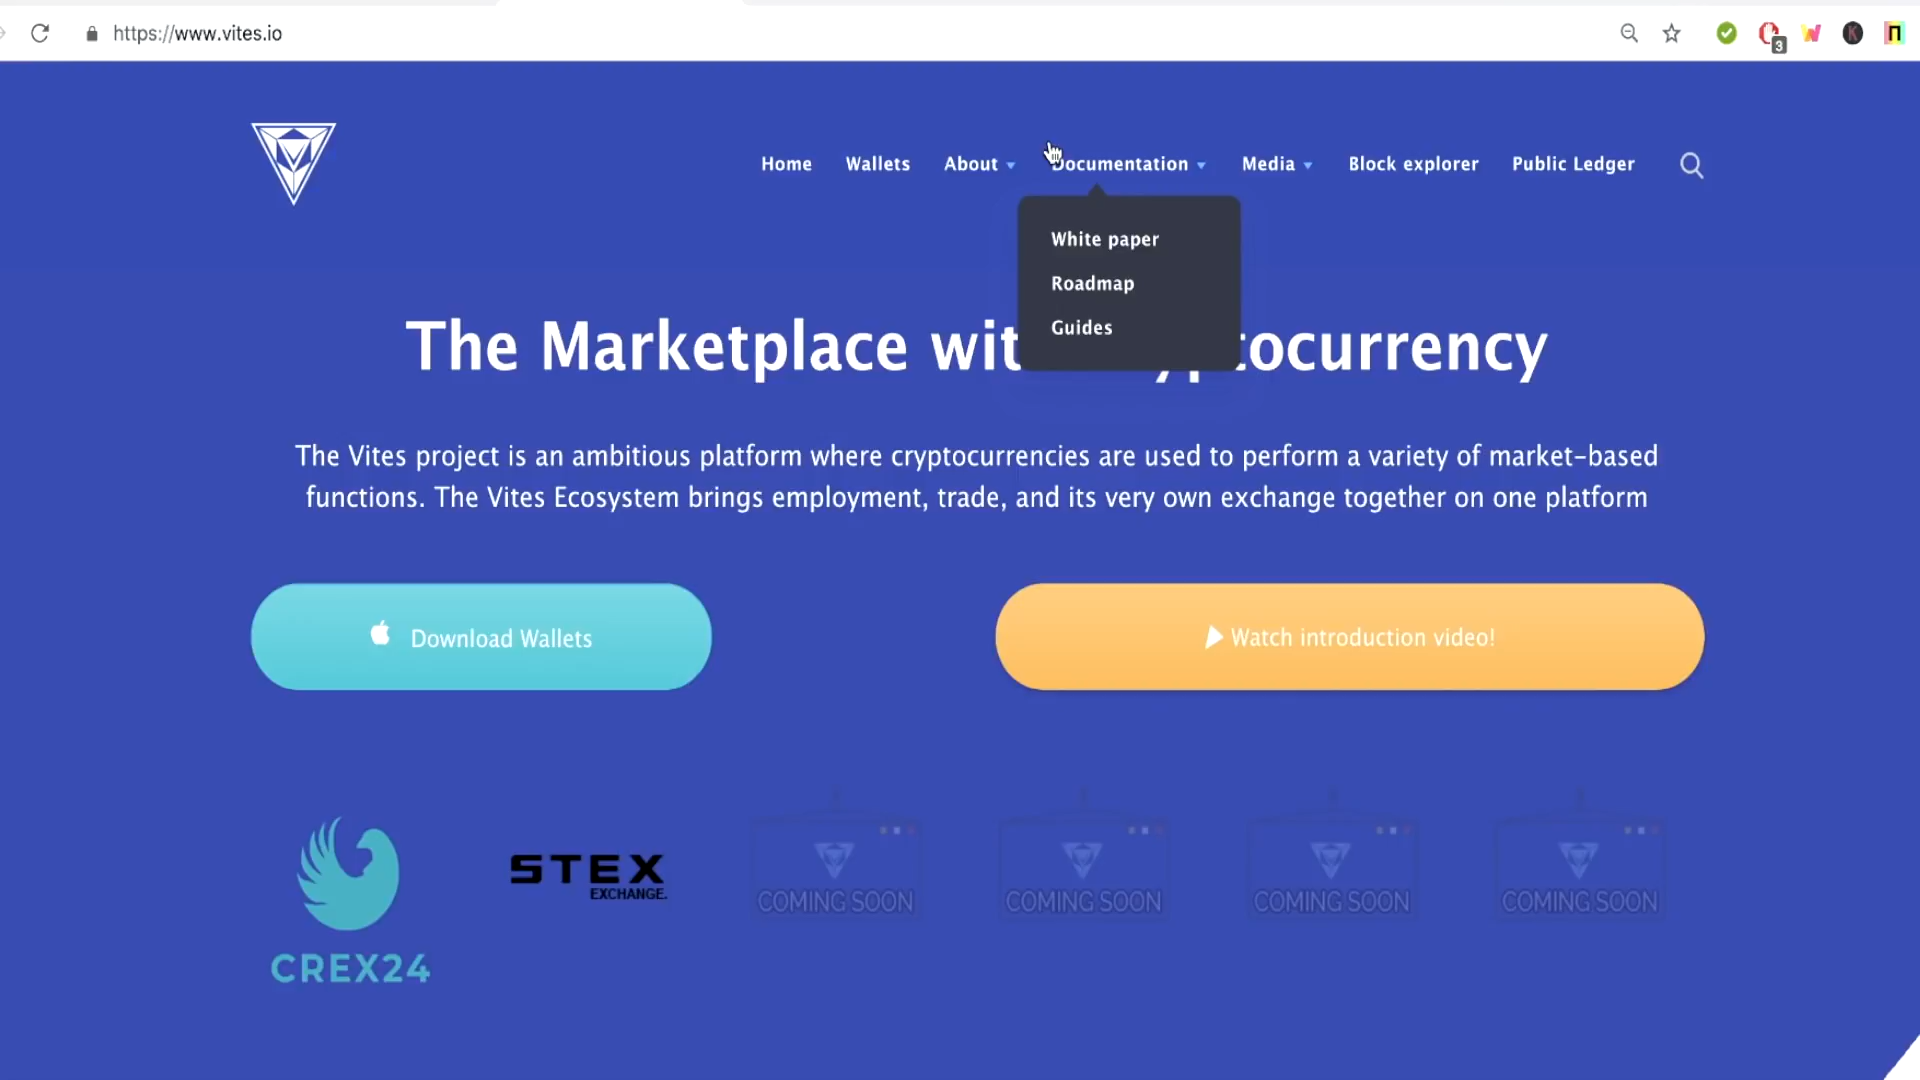 https://www.vites.io
3
Home Wallets About Documentation Media Block explorer Public Ledger
White paper
Roadmap
Guides
The Marketplace wit yptocurrency
The Vites project is an ambitious platform where cryptocurrencies are used to perform a variety of market-based
functions. The Vites Ecosystem brings employment, trade, and its very own exchange together on one platform
Download Wallets
Watch introduction video!
STEX
EXCHANGE.
COMING SOON COMING SOON COMING SOON COMING SOON
CREX24